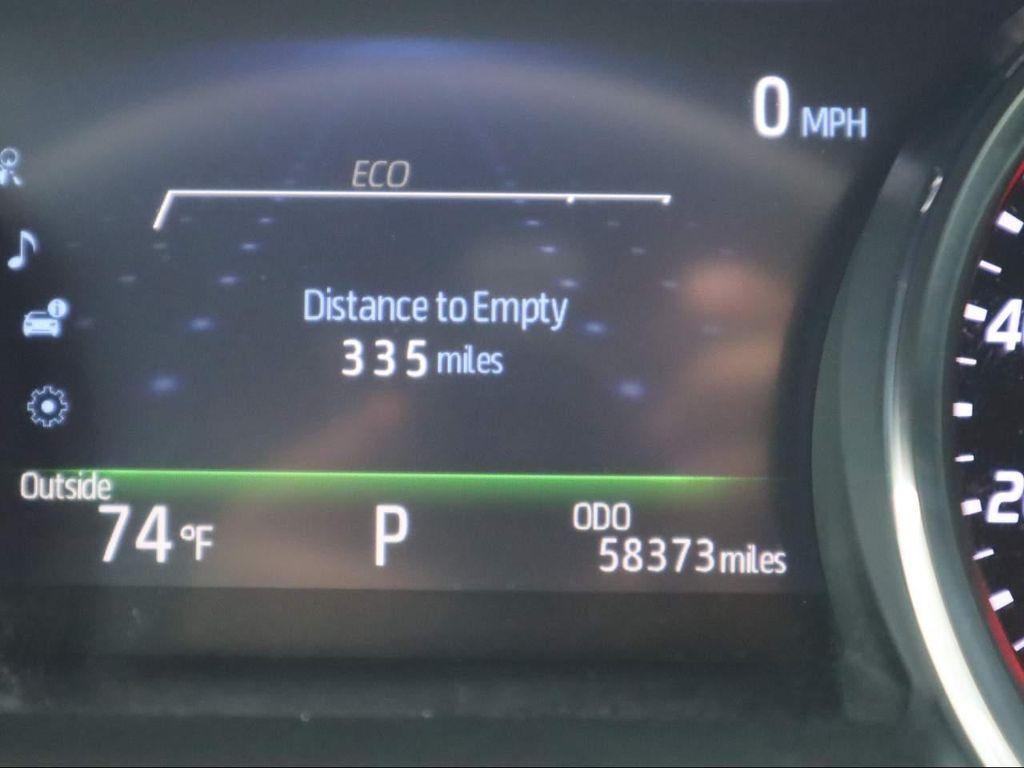 0 MPH
ECO
Distance to Empty
335 miles
Outside
74 °F
P
ODO
58373 miles